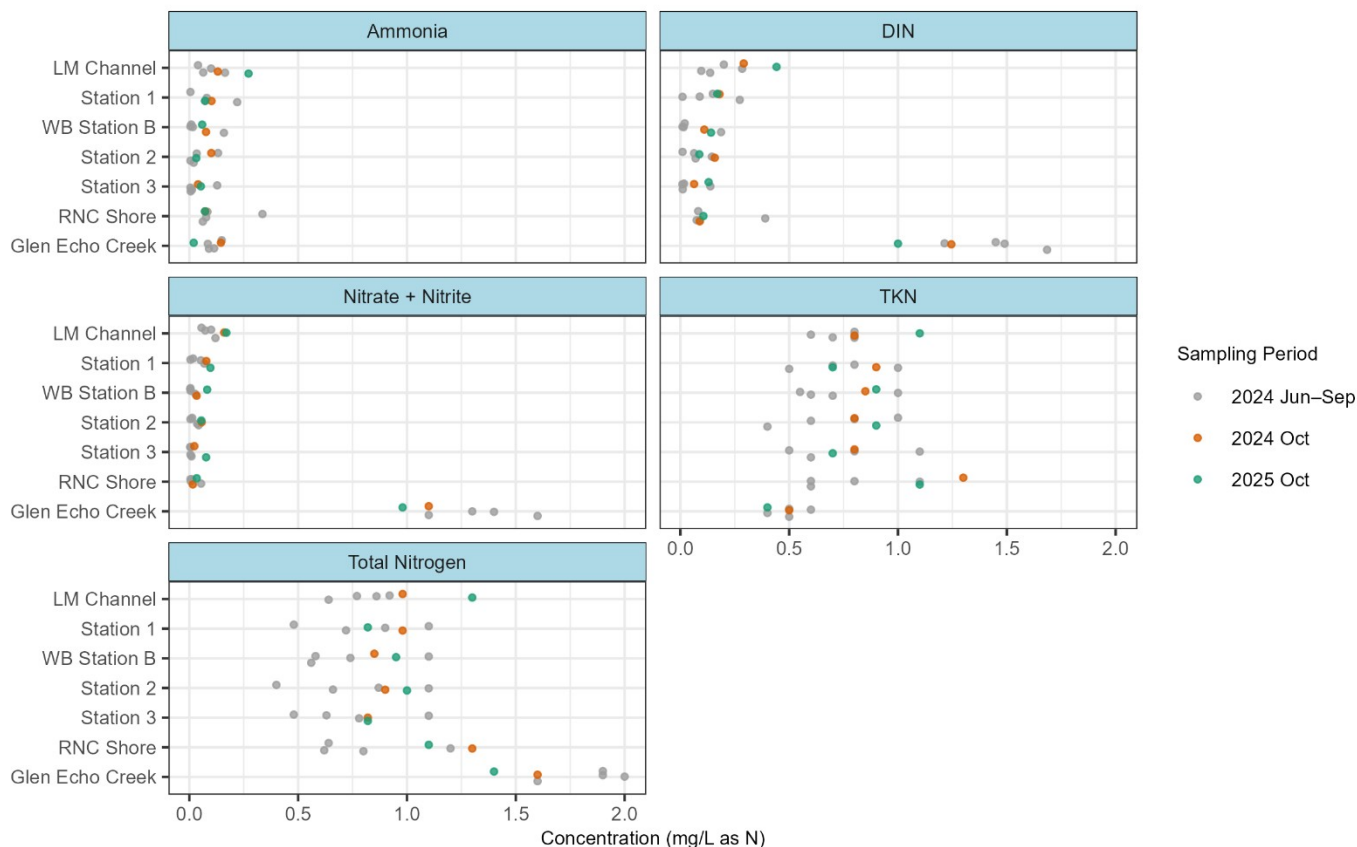 Ammonia
DIN
LM Channel
Station 1
WB Station B
Station 2
Station 3
RNC Shore
Glen Echo Creek
Nitrate + Nitrite
TKN
LM Channel
Station 1
WB Station B
Station 2
Station 3
RNC Shore
Glen Echo Creek
0.0 0.5 1.0 1.5 2.0
Total Nitrogen
LM Channel
Station 1
WB Station B
Station 2
Station 3
RNC Shore
Glen Echo Creek
0.0 0.5 1.0 1.5 2.0
Concentration (mg/L as N)
Sampling Period
2024 Jun–Sep
2024 Oct
2025 Oct